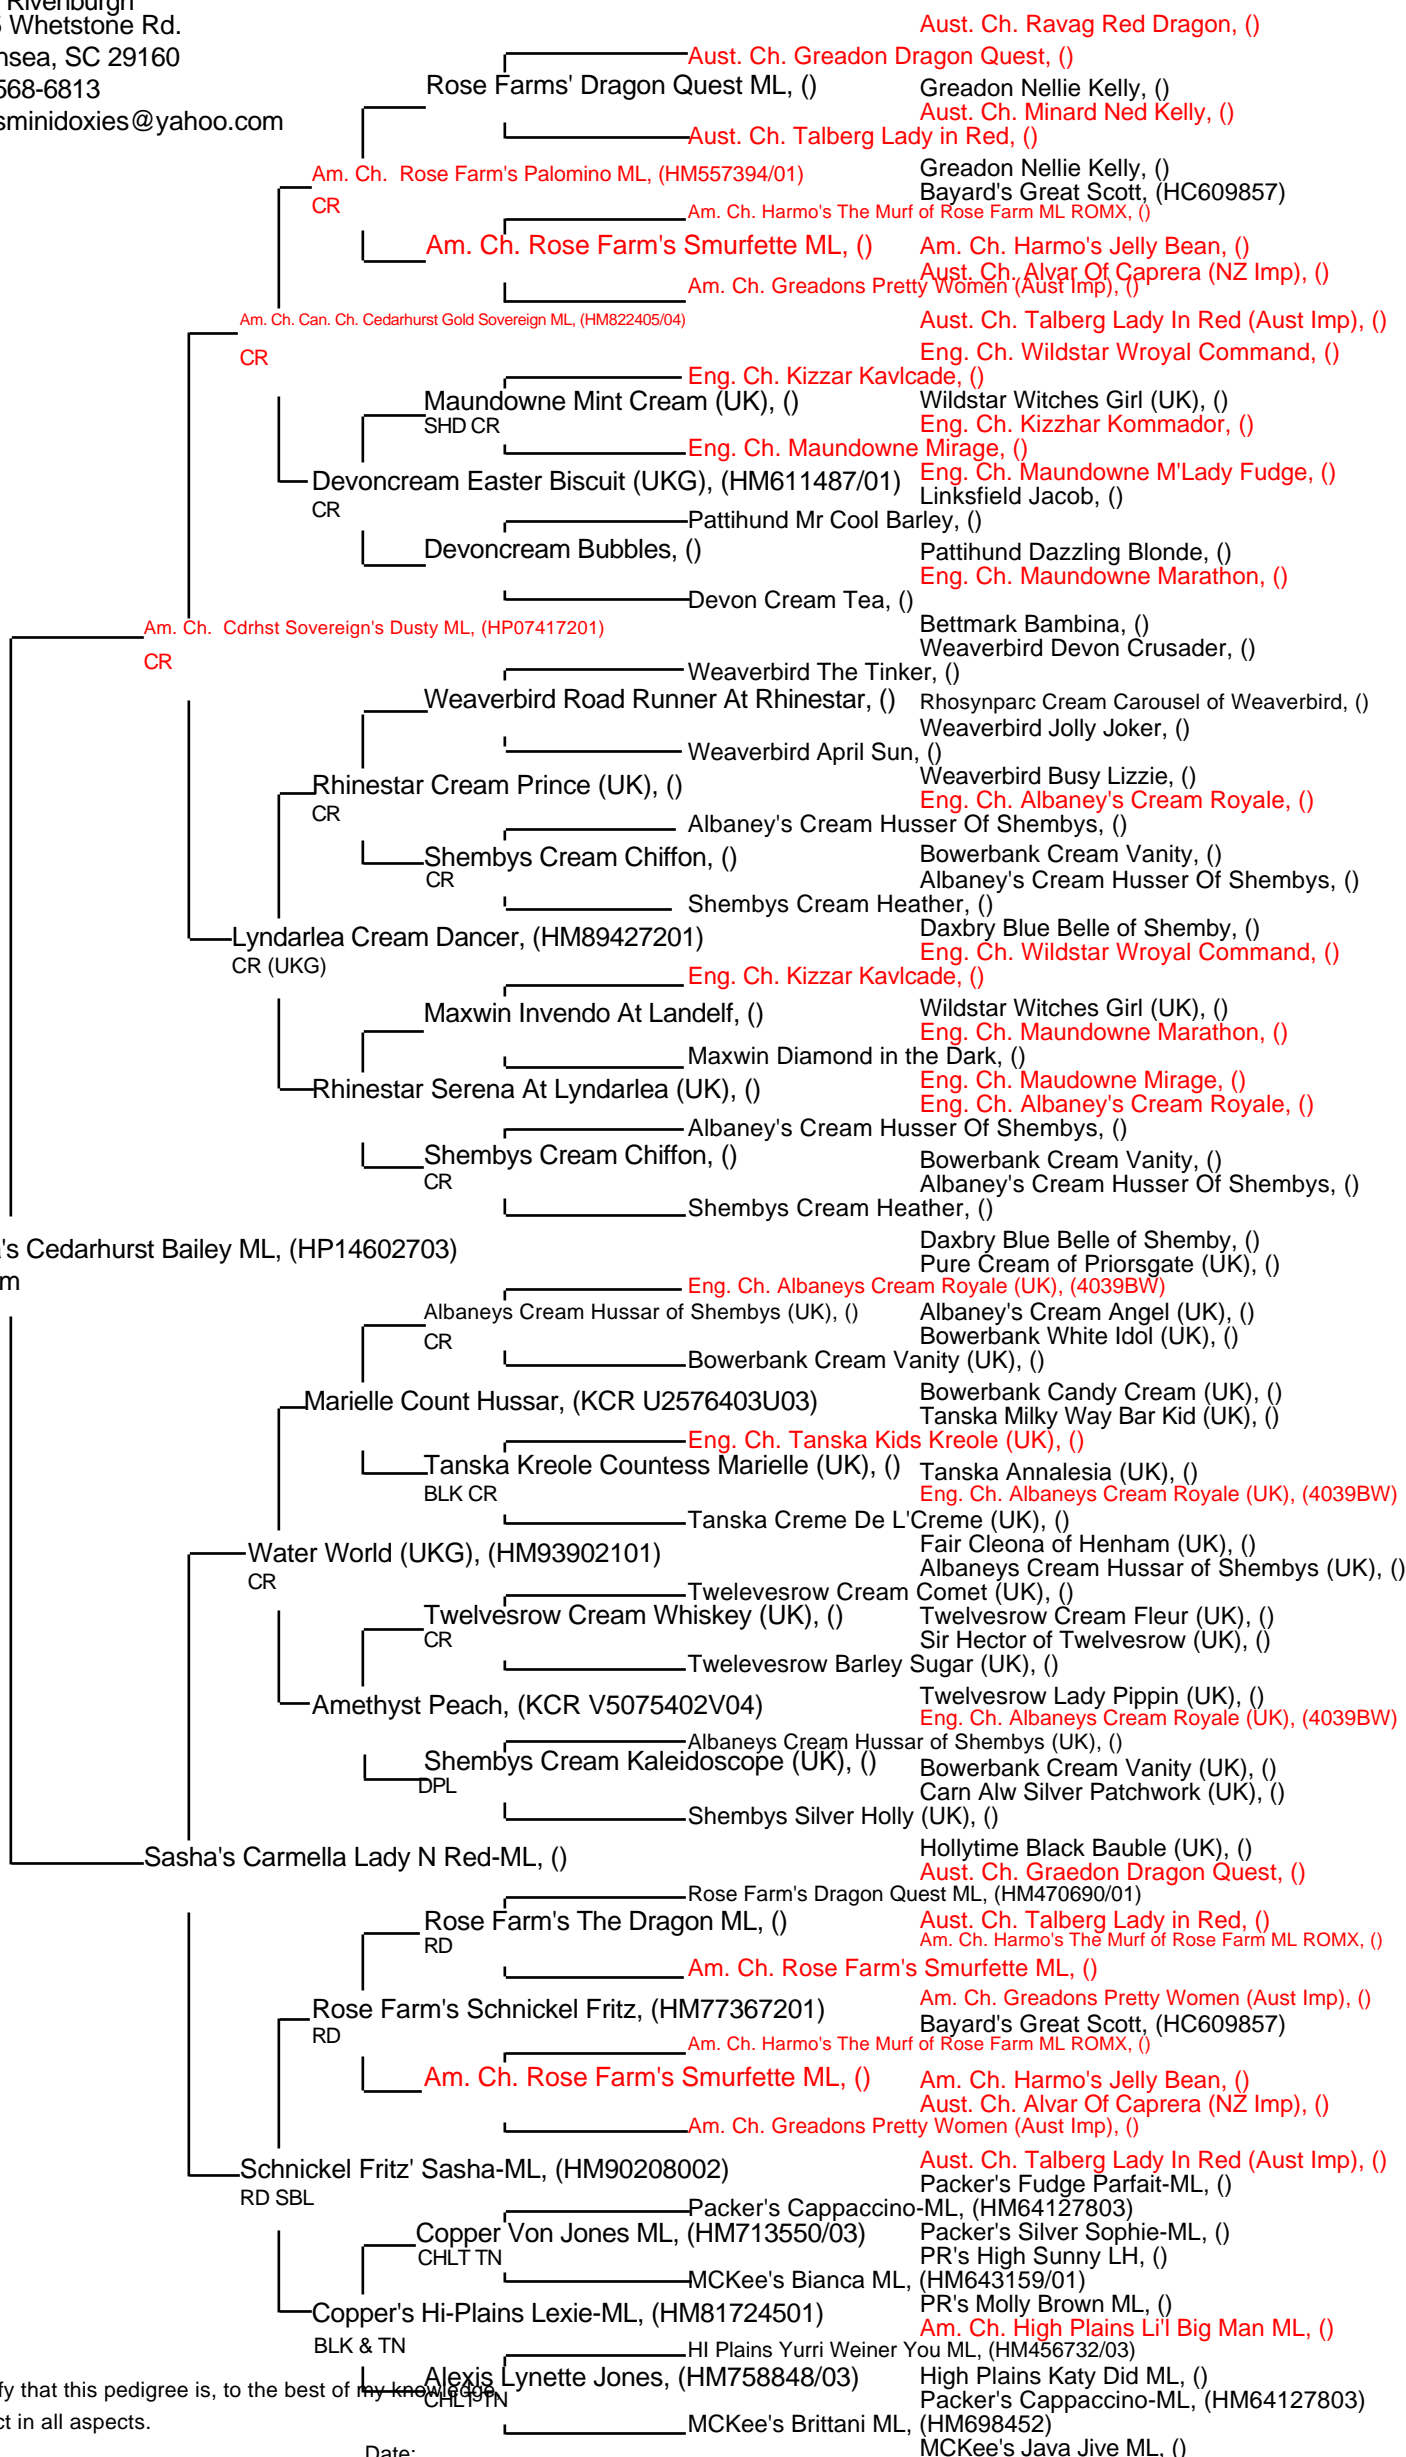 Rivenburgh
Whetstone Rd.
nsea, SC 29160
568-6813
sminidoxies@yahoo.com
Aust. Ch. Ravag Red Dragon, ()
Aust. Ch. Greadon Dragon Quest, ()
Rose Farms' Dragon Quest ML, ()
Greadon Nellie Kelly, ()
Aust. Ch. Minard Ned Kelly, ()
Aust. Ch. Talberg Lady in Red, ()
Greadon Nellie Kelly, ()
Am. Ch.  Rose Farm's Palomino ML, (HM557394/01)
CR
Bayard's Great Scott, (HC609857)
Am. Ch. Harmo's The Murf of Rose Farm ML ROMX, ()
Am. Ch. Rose Farm's Smurfette ML, ()
Am. Ch. Harmo's Jelly Bean, ()
Aust. Ch. Alvar Of Caprera (NZ Imp), ()
Am. Ch. Greadons Pretty Women (Aust Imp), ()
Am. Ch. Can. Ch. Cedarhurst Gold Sovereign ML, (HM822405/04)
CR
Aust. Ch. Talberg Lady In Red (Aust Imp), ()
Eng. Ch. Wildstar Wroyal Command, ()
Eng. Ch. Kizzar Kavlcade, ()
Maundowne Mint Cream (UK), ()
SHD CR
Wildstar Witches Girl (UK), ()
Eng. Ch. Kizzhar Kommador, ()
Eng. Ch. Maundowne Mirage, ()
Eng. Ch. Maundowne M'Lady Fudge, ()
Devoncream Easter Biscuit (UKG), (HM611487/01)
CR
Linksfield Jacob, ()
Pattihund Mr Cool Barley, ()
Devoncream Bubbles, ()
Pattihund Dazzling Blonde, ()
Eng. Ch. Maundowne Marathon, ()
Devon Cream Tea, ()
Bettmark Bambina, ()
Am. Ch.  Cdrhst Sovereign's Dusty ML, (HP07417201)
CR
Weaverbird Devon Crusader, ()
Weaverbird The Tinker, ()
Weaverbird Road Runner At Rhinestar, ()
Rhosynparc Cream Carousel of Weaverbird, ()
Weaverbird Jolly Joker, ()
Weaverbird April Sun, ()
Weaverbird Busy Lizzie, ()
Rhinestar Cream Prince (UK), ()
CR
Eng. Ch. Albaney's Cream Royale, ()
Albaney's Cream Husser Of Shembys, ()
Shembys Cream Chiffon, ()
CR
Bowerbank Cream Vanity, ()
Albaney's Cream Husser Of Shembys, ()
Shembys Cream Heather, ()
Daxbry Blue Belle of Shemby, ()
Lyndarlea Cream Dancer, (HM89427201)
CR (UKG)
Eng. Ch. Wildstar Wroyal Command, ()
Eng. Ch. Kizzar Kavlcade, ()
Maxwin Invendo At Landelf, ()
Wildstar Witches Girl (UK), ()
Eng. Ch. Maundowne Marathon, ()
Maxwin Diamond in the Dark, ()
Eng. Ch. Maudowne Mirage, ()
Rhinestar Serena At Lyndarlea (UK), ()
Eng. Ch. Albaney's Cream Royale, ()
Albaney's Cream Husser Of Shembys, ()
Shembys Cream Chiffon, ()
CR
Bowerbank Cream Vanity, ()
Albaney's Cream Husser Of Shembys, ()
Shembys Cream Heather, ()
Daxbry Blue Belle of Shemby, ()
's Cedarhurst Bailey ML, (HP14602703)
m
Pure Cream of Priorsgate (UK), ()
Eng. Ch. Albaneys Cream Royale (UK), (4039BW)
Albaneys Cream Hussar of Shembys (UK), ()
CR
Albaney's Cream Angel (UK), ()
Bowerbank White Idol (UK), ()
Bowerbank Cream Vanity (UK), ()
Bowerbank Candy Cream (UK), ()
Marielle Count Hussar, (KCR U2576403U03)
Tanska Milky Way Bar Kid (UK), ()
Eng. Ch. Tanska Kids Kreole (UK), ()
Tanska Kreole Countess Marielle (UK), ()
BLK CR
Tanska Annalesia (UK), ()
Eng. Ch. Albaneys Cream Royale (UK), (4039BW)
Tanska Creme De L'Creme (UK), ()
Fair Cleona of Henham (UK), ()
Water World (UKG), (HM93902101)
CR
Albaneys Cream Hussar of Shembys (UK), ()
Twelevesrow Cream Comet (UK), ()
Twelvesrow Cream Whiskey (UK), ()
CR
Twelvesrow Cream Fleur (UK), ()
Sir Hector of Twelvesrow (UK), ()
Twelevesrow Barley Sugar (UK), ()
Twelvesrow Lady Pippin (UK), ()
Amethyst Peach, (KCR V5075402V04)
Eng. Ch. Albaneys Cream Royale (UK), (4039BW)
Albaneys Cream Hussar of Shembys (UK), ()
Shembys Cream Kaleidoscope (UK), ()
DPL
Bowerbank Cream Vanity (UK), ()
Carn Alw Silver Patchwork (UK), ()
Shembys Silver Holly (UK), ()
Hollytime Black Bauble (UK), ()
Sasha's Carmella Lady N Red-ML, ()
Aust. Ch. Graedon Dragon Quest, ()
Rose Farm's Dragon Quest ML, (HM470690/01)
Rose Farm's The Dragon ML, ()
RD
Aust. Ch. Talberg Lady in Red, ()
Am. Ch. Harmo's The Murf of Rose Farm ML ROMX, ()
Am. Ch. Rose Farm's Smurfette ML, ()
Am. Ch. Greadons Pretty Women (Aust Imp), ()
Rose Farm's Schnickel Fritz, (HM77367201)
RD
Bayard's Great Scott, (HC609857)
Am. Ch. Harmo's The Murf of Rose Farm ML ROMX, ()
Am. Ch. Rose Farm's Smurfette ML, ()
Am. Ch. Harmo's Jelly Bean, ()
Aust. Ch. Alvar Of Caprera (NZ Imp), ()
Am. Ch. Greadons Pretty Women (Aust Imp), ()
Aust. Ch. Talberg Lady In Red (Aust Imp), ()
Schnickel Fritz' Sasha-ML, (HM90208002)
RD SBL
Packer's Fudge Parfait-ML, ()
Packer's Cappaccino-ML, (HM64127803)
Copper Von Jones ML, (HM713550/03)
CHLT TN
Packer's Silver Sophie-ML, ()
PR's High Sunny LH, ()
MCKee's Bianca ML, (HM643159/01)
PR's Molly Brown ML, ()
Copper's Hi-Plains Lexie-ML, (HM81724501)
BLK & TN
Am. Ch. High Plains Li'l Big Man ML, ()
HI Plains Yurri Weiner You ML, (HM456732/03)
Alexis Lynette Jones, (HM758848/03)
CHLT TN
High Plains Katy Did ML, ()
Packer's Cappaccino-ML, (HM64127803)
MCKee's Brittani ML, (HM698452)
MCKee's Java Jive ML, ()
fy that this pedigree is, to the best of my knowledge,
ct in all aspects.
Date: